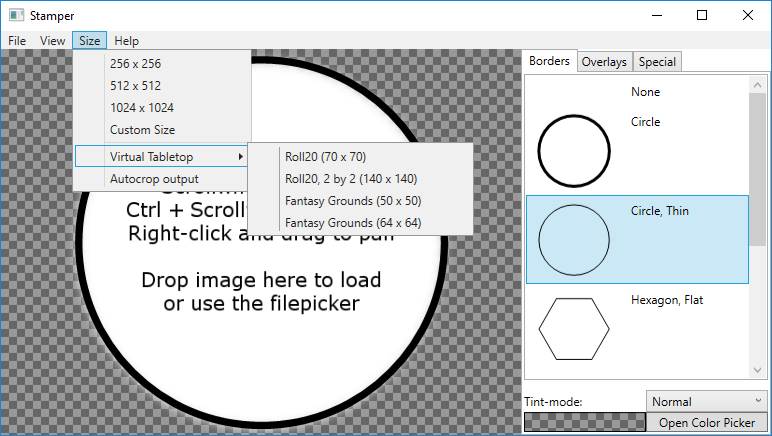 Stamper
File View Size Help
256 x 256
512 x 512
1024 x 1024
Custom Size
Virtual Tabletop
Autocrop output
Roll20 (70 x 70)
Roll20, 2 by 2 (140 x 140)
Fantasy Grounds (50 x 50)
Fantasy Grounds (64 x 64)
Ctrl + Scroll
Right-click and drag to pan
Drop image here to load
or use the filepicker
Borders Overlays Special
None
Circle
Circle, Thin
Hexagon, Flat
Tint-mode: Normal
Open Color Picker